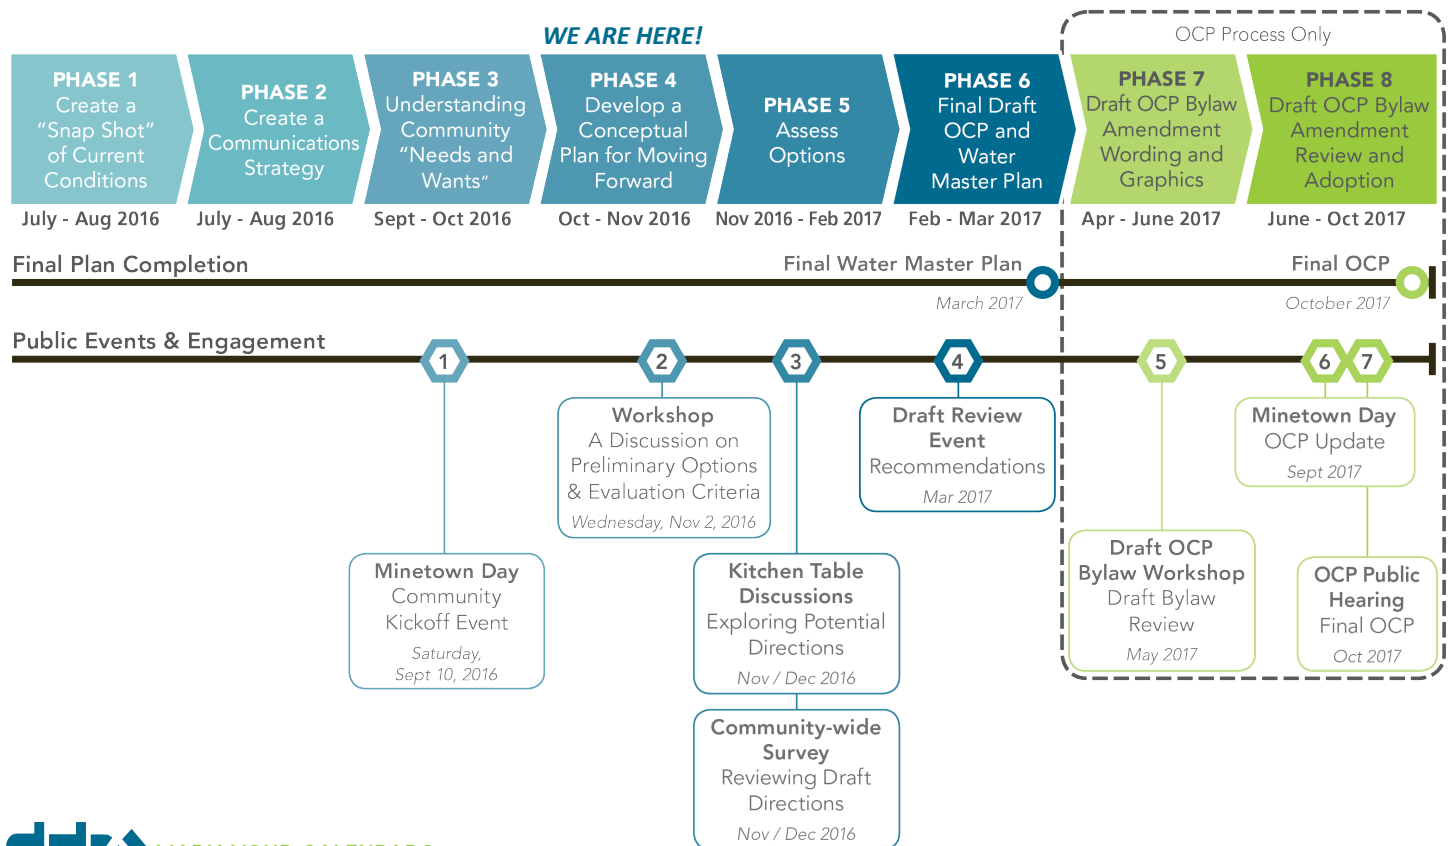 WE ARE HERE!
OCP Process Only
PHASE 1
Create a
“Snap Shot”
of Current
Conditions
July - Aug 2016
PHASE 2
Create a
Communications
Strategy
July - Aug 2016
PHASE 3
Understanding
Community
“Needs and
Wants”
Sept - Oct 2016
PHASE 4
Develop a
Conceptual
Plan for Moving
Forward
Oct - Nov 2016
PHASE 5
Assess
Options
Nov 2016 - Feb 2017
PHASE 6
Final Draft
OCP and
Water
Master Plan
Feb - Mar 2017
PHASE 7
Draft OCP Bylaw
Amendment
Wording and
Graphics
Apr - June 2017
PHASE 8
Draft OCP Bylaw
Amendment
Review and
Adoption
June - Oct 2017
Final Plan Completion
Final Water Master Plan
March 2017
Final OCP
October 2017
Public Events & Engagement
1
2
3
4
5
6
7
Minetown Day
Community
Kickoff Event
Saturday,
Sept 10, 2016
Workshop
A Discussion on
Preliminary Options
& Evaluation Criteria
Wednesday, Nov 2, 2016
Kitchen Table
Discussions
Exploring Potential
Directions
Nov / Dec 2016
Community-wide
Survey
Reviewing Draft
Directions
Nov / Dec 2016
Draft Review
Event
Recommendations
Mar 2017
Draft OCP
Bylaw Workshop
Draft Bylaw
Review
May 2017
Minetown Day
OCP Update
Sept 2017
OCP Public
Hearing
Final OCP
Oct 2017